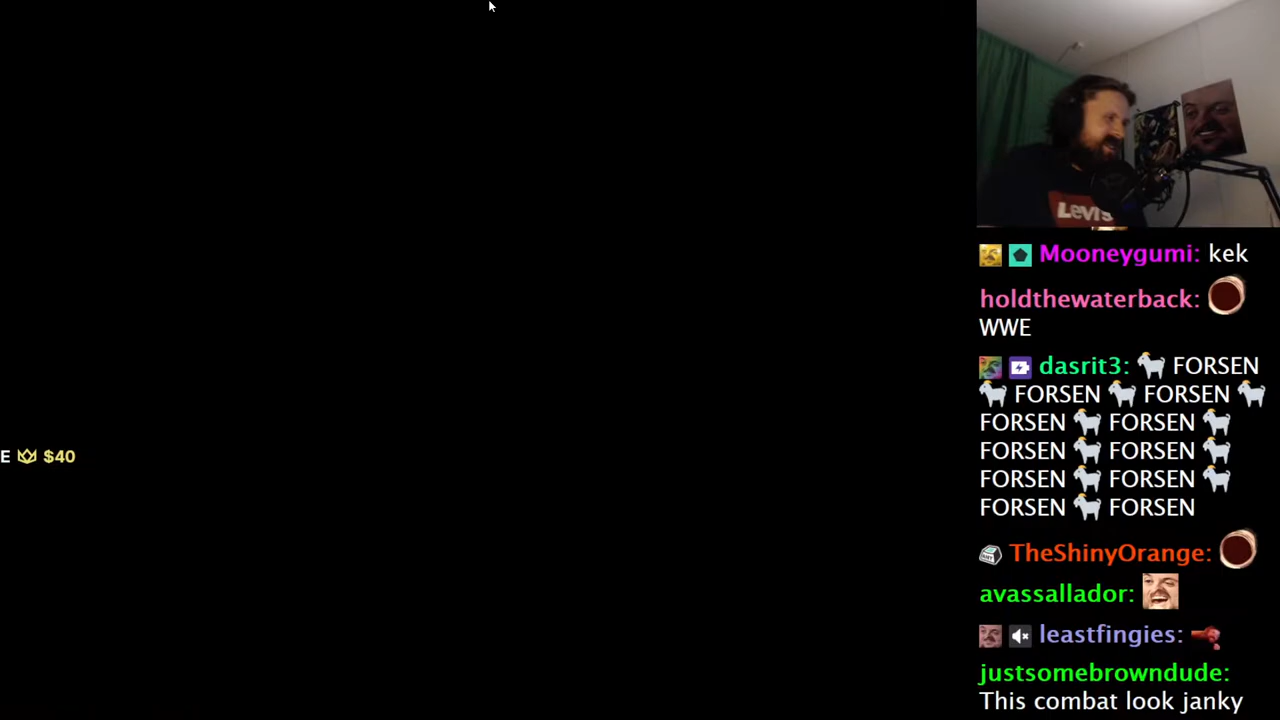 Levi's
Mooneygumi: kek
holdthewaterback:
WWE
dasrit3: FORSEN
FORSEN FORSEN
FORSEN FORSEN
FORSEN FORSEN
FORSEN FORSEN
FORSEN FORSEN
E $40
TheShinyOrange:
avassallador:
leastfingies:
justsomebrowndude:
This combat look janky